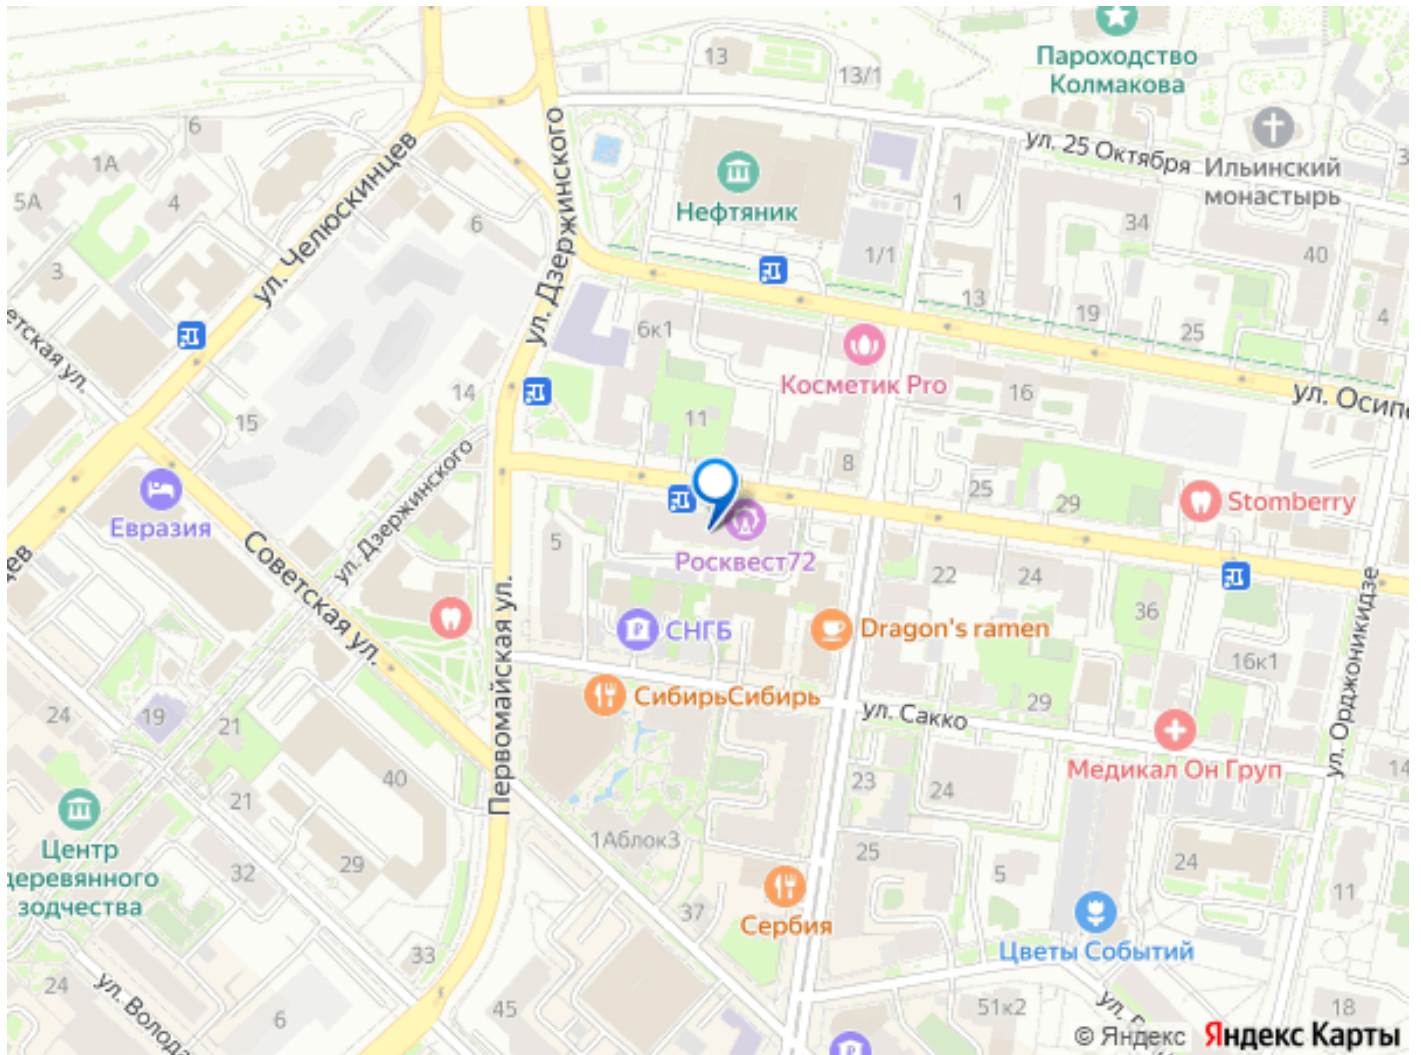 13
13/1
Пароходство
Колмакова
ул. 25 Октября
Ильинский
монастырь
6
1А
5А
4
3
6
ул. Челюскинцев
ул. Дзержинского
Нефтяник
1
1/1
34
40
13
19
25
4
6к1
Косметик Pro
16
ул. Осип
етская ул.
15
14
11
8
25
29
Stomberry
Евразия
ул. Дзержинского
Советская ул.
5
Росквест72
22
24
36
СНГБ
Dragon's ramen
16к1
Первомайская ул.
СибирьСибирь
ул. Сакко
29
ул. Орджоникидзе
24
19
21
40
23
24
Медикал Он Груп
14
21
Центр
деревянного
зодчества
32
29
1Аблок3
25
5
24
11
37
Сербия
Цветы Событий
33
24
ул. Волода
6
45
51к2
18
© Яндекс
Яндекс Карты